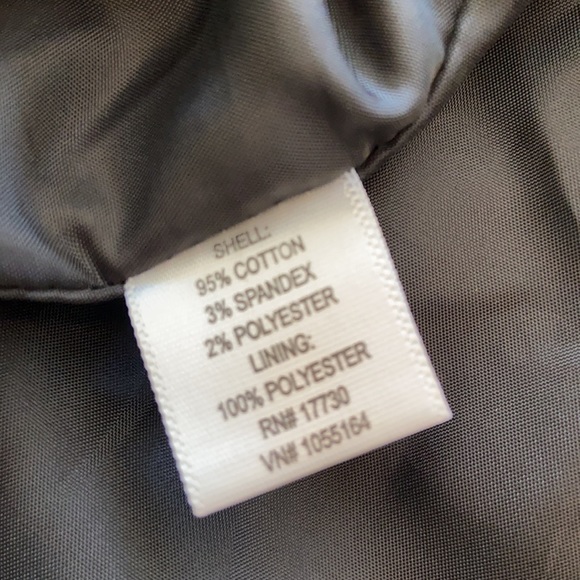 SHELL:
95% COTTON
3% SPANDEX
2% POLYESTER
LINING:
100% POLYESTER
RN# 17730
VN# 1055164